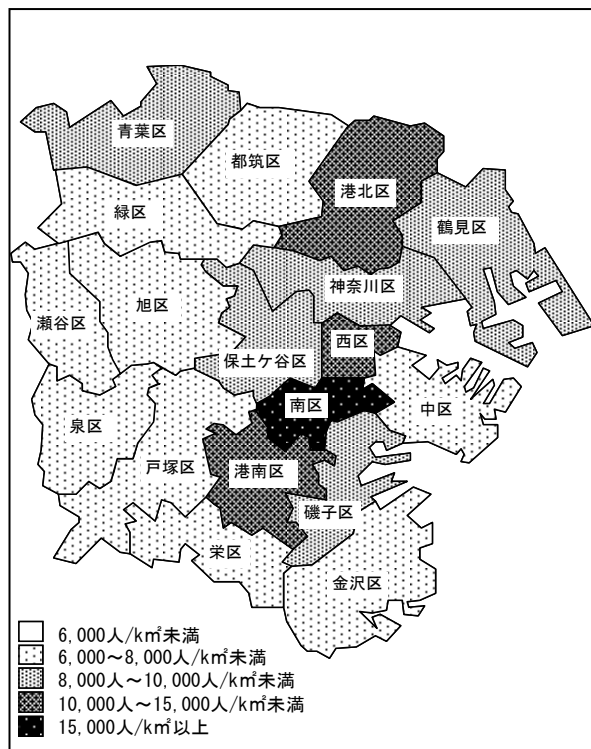 青葉区
都筑区
港北区
緑区
鶴見区
神奈川区
旭区
瀬谷区
西区
保土ケ谷区
南区
中区
泉区
戸塚区
港南区
磯子区
栄区
金沢区
6,000人/k㎡未満
6,000～8,000人/k㎡未満
8,000人～10,000人/k㎡未満
10,000人～15,000人/k㎡未満
15,000人/k㎡以上